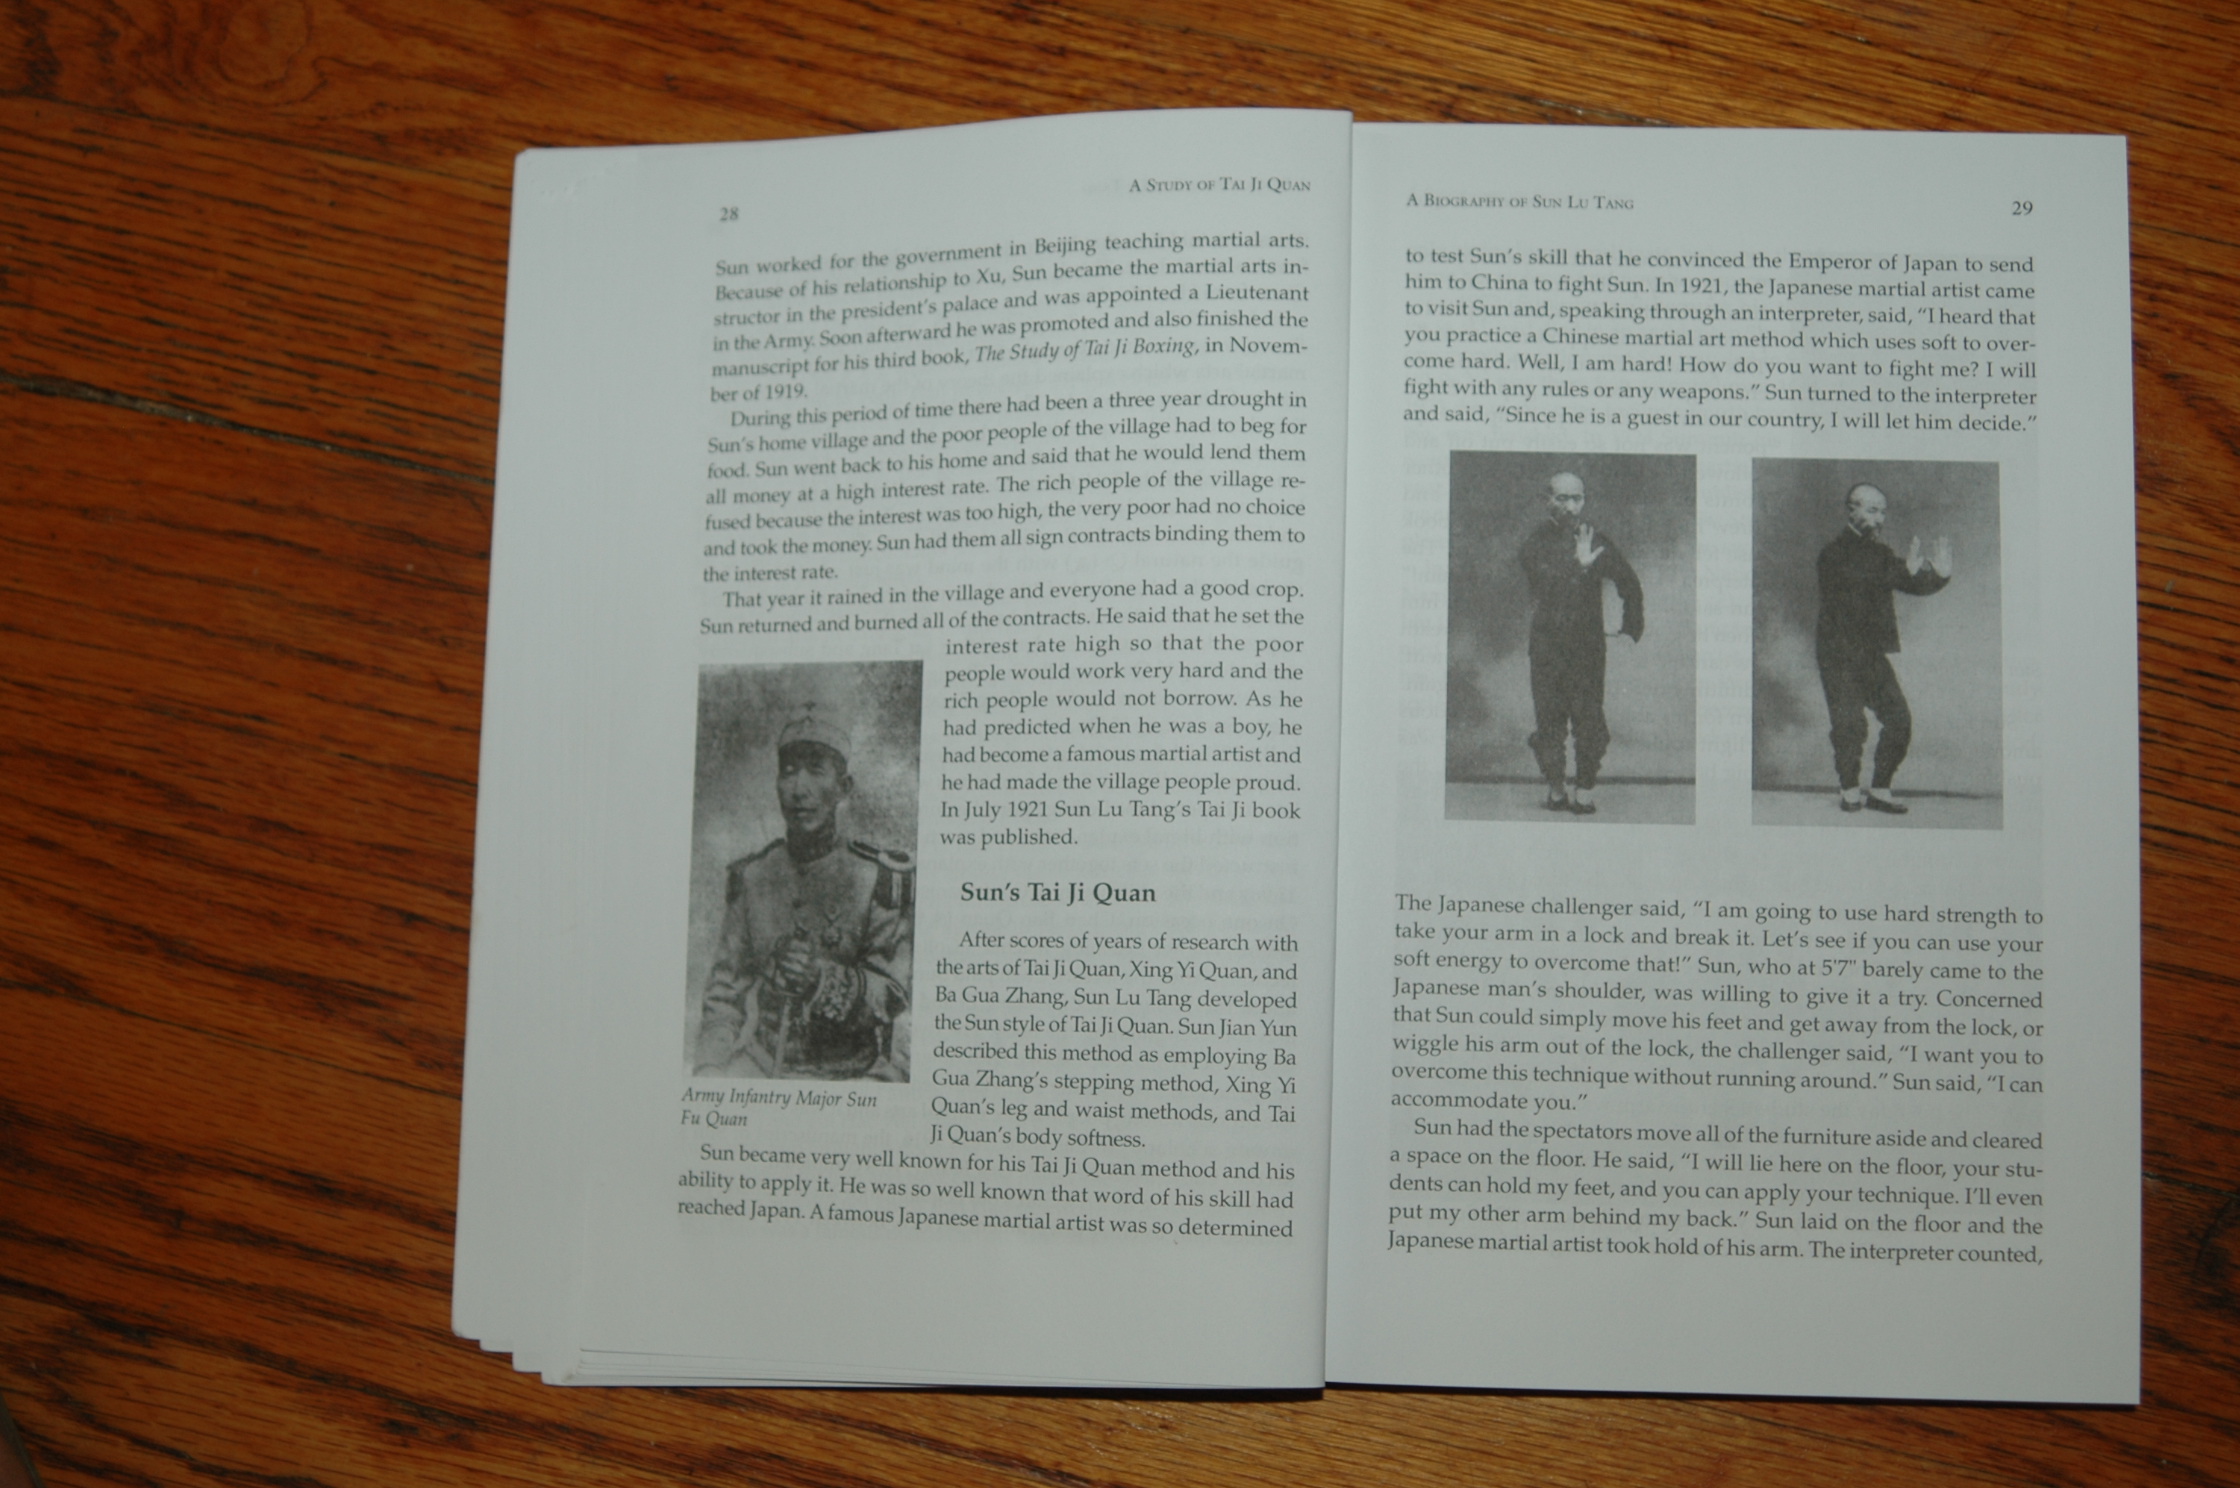 28
A Study of Tai Ji Quan
Sun worked for the government in Beijing teaching martial arts.
Because of his relationship to Xu, Sun became the martial arts in-
structor in the president's palace and was appointed a Lieutenant
in the Army. Soon afterward he was promoted and also finished the
manuscript for his third book, The Study of Tai Ji Boxing, in Novem-
ber of 1919.
During this period of time there had been a three year drought in
Sun's home village and the poor people of the village had to beg for
food. Sun went back to his home and said that he would lend them
all money at a high interest rate. The rich people of the village re-
fused because the interest was too high, the very poor had no choice
and took the money. Sun had them all sign contracts binding them to
the interest rate.
That year it rained in the village and everyone had a good crop.
Sun returned and burned all of the contracts. He said that he set the
interest rate high so that the poor
people would work very hard and the
rich people would not borrow. As he
had predicted when he was a boy, he
had become a famous martial artist and
he had made the village people proud.
In July 1921 Sun Lu Tang's Tai Ji book
was published.
Sun's Tai Ji Quan
After scores of years of research with
the arts of Tai Ji Quan, Xing Yi Quan, and
Ba Gua Zhang, Sun Lu Tang developed
the Sun style of Tai Ji Quan. Sun Jian Yun
described this method as employing Ba
Gua Zhang's stepping method, Xing Yi
Quan's leg and waist methods, and Tai
Ji Quan's body softness.
Army Infantry Major Sun
Fu Quan
Sun became very well known for his Tai Ji Quan method and his
ability to apply it. He was so well known that word of his skill had
reached Japan. A famous Japanese martial artist was so determined
A Biography of Sun Lu Tang
29
to test Sun's skill that he convinced the Emperor of Japan to send
him to China to fight Sun. In 1921, the Japanese martial artist came
to visit Sun and, speaking through an interpreter, said, "I heard that
you practice a Chinese martial art method which uses soft to over-
come hard. Well, I am hard! How do you want to fight me? I will
fight with any rules or any weapons." Sun turned to the interpreter
and said, "Since he is a guest in our country, I will let him decide."
The Japanese challenger said, "I am going to use hard strength to
take your arm in a lock and break it. Let's see if you can use your
soft energy to overcome that!" Sun, who at 5'7" barely came to the
Japanese man's shoulder, was willing to give it a try. Concerned
that Sun could simply move his feet and get away from the lock, or
wiggle his arm out of the lock, the challenger said, "I want you to
overcome this technique without running around." Sun said, "I can
accommodate you."
Sun had the spectators move all of the furniture aside and cleared
a space on the floor. He said, "I will lie here on the floor, your stu-
dents can hold my feet, and you can apply your technique. I'll even
put my other arm behind my back." Sun laid on the floor and the
Japanese martial artist took hold of his arm. The interpreter counted,